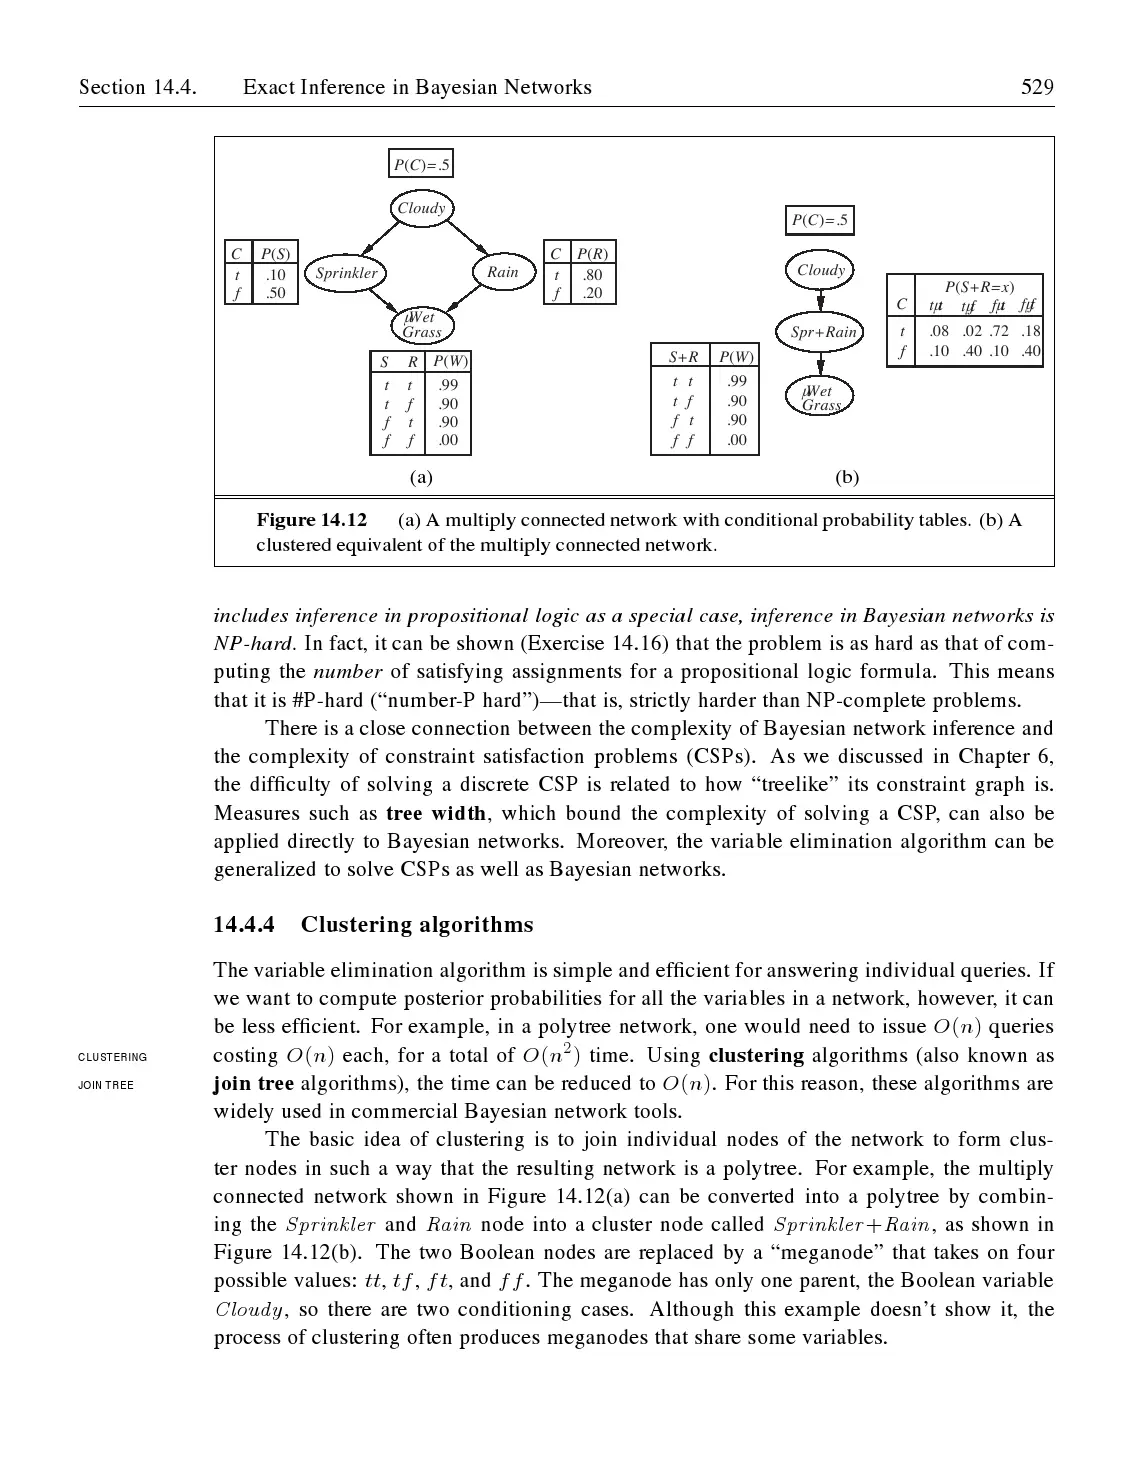 Section 14.4. Exact Inference in Bayesian Networks 529
P(C)=.5
Cloudy
C P(S)
t .10
f .50
Sprinkler
Rain
C P(R)
t .80
f .20
µWet
Grass
S R P(W)
t t .99
t f .90
f t .90
f f .00
(a)
P(C)=.5
Cloudy
Spr+Rain
µWet
Grass
P(S+R=x)
C tµt tµf fµt fµf
t .08 .02 .72 .18
f .10 .40 .10 .40
S+R P(W)
t t .99
t f .90
f t .90
f f .00
(b)
Figure 14.12 (a) A multiply connected network with conditional probability tables. (b) A
clustered equivalent of the multiply connected network.
includes inference in propositional logic as a special case, inference in Bayesian networks is
NP-hard. In fact, it can be shown (Exercise 14.16) that the problem is as hard as that of com-
puting the number of satisfying assignments for a propositional logic formula. This means
that it is #P-hard (“number-P hard”)—that is, strictly harder than NP-complete problems.
There is a close connection between the complexity of Bayesian network inference and
the complexity of constraint satisfaction problems (CSPs). As we discussed in Chapter 6,
the difficulty of solving a discrete CSP is related to how “treelike” its constraint graph is.
Measures such as tree width, which bound the complexity of solving a CSP, can also be
applied directly to Bayesian networks. Moreover, the variable elimination algorithm can be
generalized to solve CSPs as well as Bayesian networks.
14.4.4 Clustering algorithms
The variable elimination algorithm is simple and efficient for answering individual queries. If
we want to compute posterior probabilities for all the variables in a network, however, it can
be less efficient. For example, in a polytree network, one would need to issue O(n) queries
CLUSTERING
costing O(n) each, for a total of O(n²) time. Using clustering algorithms (also known as
JOIN TREE
join tree algorithms), the time can be reduced to O(n). For this reason, these algorithms are
widely used in commercial Bayesian network tools.
The basic idea of clustering is to join individual nodes of the network to form clus-
ter nodes in such a way that the resulting network is a polytree. For example, the multiply
connected network shown in Figure 14.12(a) can be converted into a polytree by combin-
ing the Sprinkler and Rain node into a cluster node called Sprinkler+Rain, as shown in
Figure 14.12(b). The two Boolean nodes are replaced by a “meganode” that takes on four
possible values: tt, tf, ft, and ff. The meganode has only one parent, the Boolean variable
Cloudy, so there are two conditioning cases. Although this example doesn’t show it, the
process of clustering often produces meganodes that share some variables.